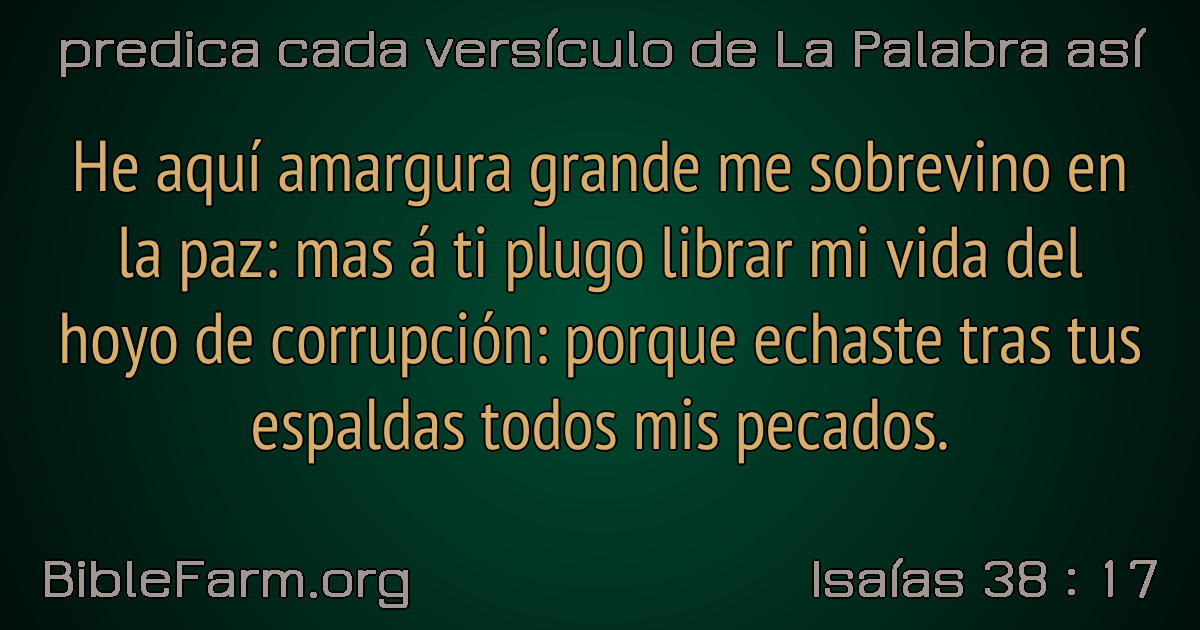 predica cada versículo de La Palabra así
He aquí amargura grande me sobrevino en
la paz: mas á ti plugo librar mi vida del
hoyo de corrupción: porque echaste tras tus
espaldas todos mis pecados.
BibleFarm.org
Isaías 38 : 17